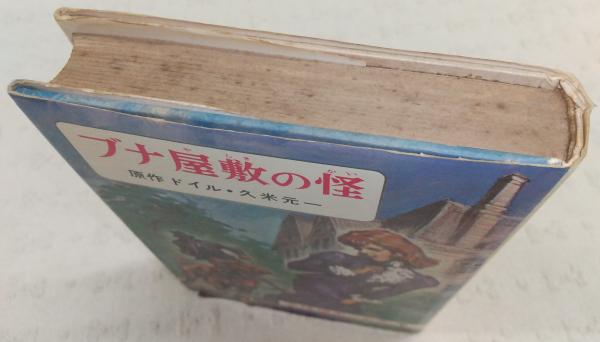 ブナ屋敷の怪
原作 ドイル・久米元一